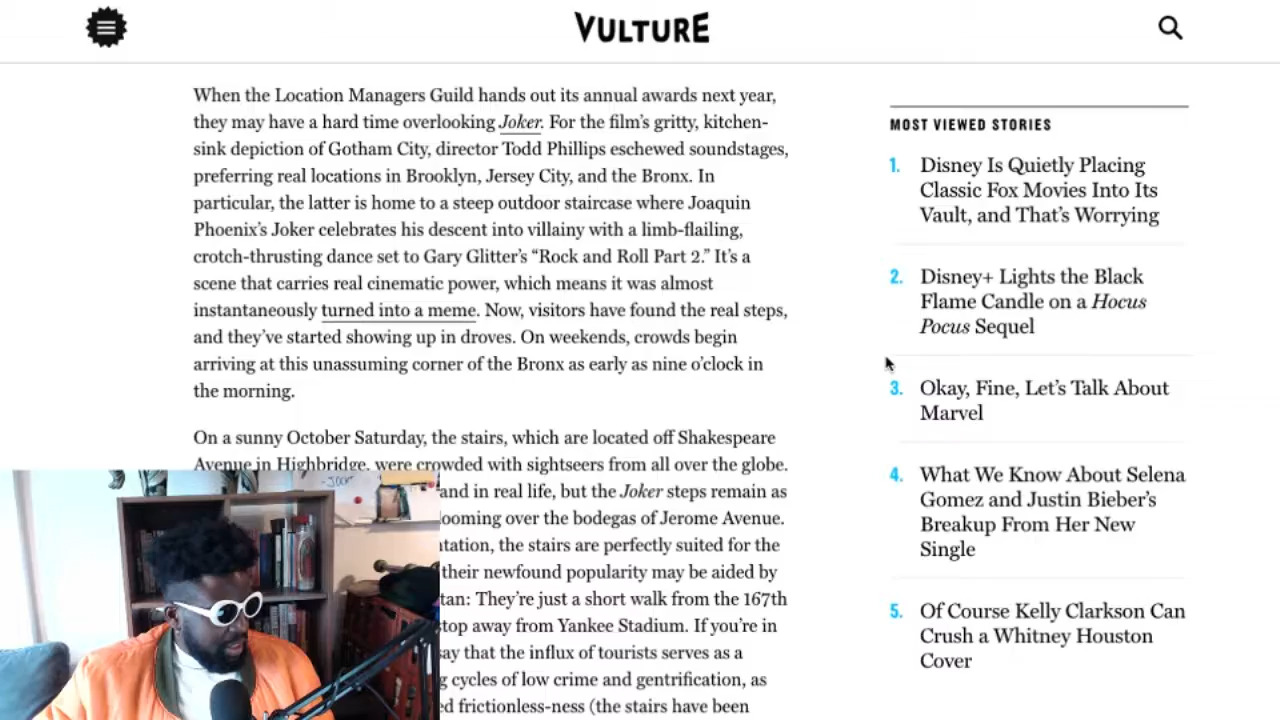 VULTURE
When the Location Managers Guild hands out its annual awards next year,
they may have a hard time overlooking Joker. For the film’s gritty, kitchen-
sink depiction of Gotham City, director Todd Phillips eschewed soundstages,
preferring real locations in Brooklyn, Jersey City, and the Bronx. In
particular, the latter is home to a steep outdoor staircase where Joaquin
Phoenix’s Joker celebrates his descent into villainy with a limb-flailing,
crotch-thrusting dance set to Gary Glitter’s “Rock and Roll Part 2.” It’s a
scene that carries real cinematic power, which means it was almost
instantaneously turned into a meme. Now, visitors have found the real steps,
and they’ve started showing up in droves. On weekends, crowds begin
arriving at this unassuming corner of the Bronx as early as nine o’clock in
the morning.
On a sunny October Saturday, the stairs, which are located off Shakespeare
Avenue in Highbridge, were crowded with sightseers from all over the globe.
and in real life, but the Joker steps remain as
looming over the bodegas of Jerome Avenue.
the stairs are perfectly suited for the
their newfound popularity may be aided by
They’re just a short walk from the 167th
stop away from Yankee Stadium. If you’re in
say that the influx of tourists serves as a
cycles of low crime and gentrification, as
frictionless-ness (the stairs have been
MOST VIEWED STORIES
1. Disney Is Quietly Placing
Classic Fox Movies Into Its
Vault, and That’s Worrying
2. Disney+ Lights the Black
Flame Candle on a Hocus
Pocus Sequel
3. Okay, Fine, Let’s Talk About
Marvel
4. What We Know About Selena
Gomez and Justin Bieber’s
Breakup From Her New
Single
5. Of Course Kelly Clarkson Can
Crush a Whitney Houston
Cover